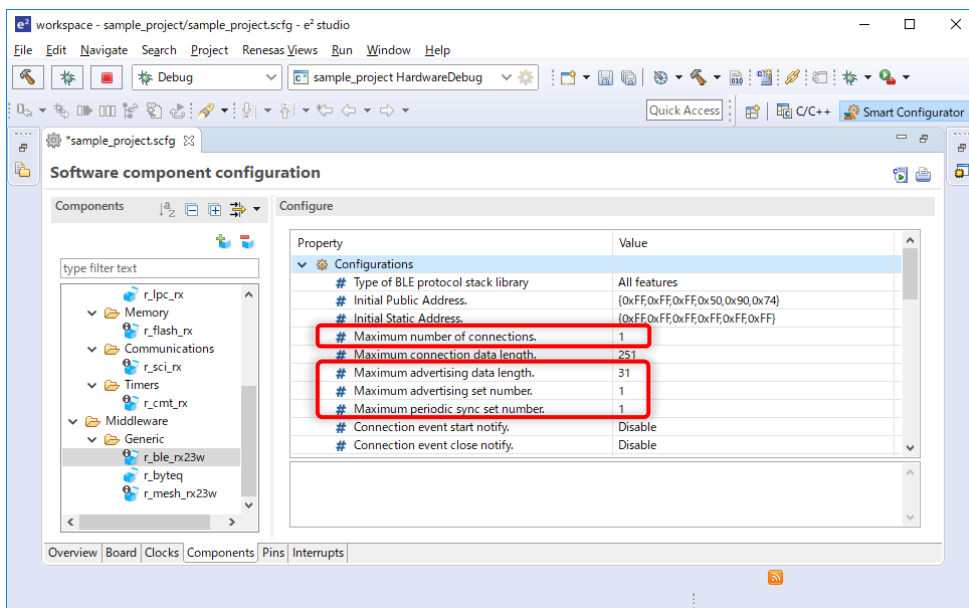 e² workspace - sample_project/sample_project.scfg - e² studio
File Edit Navigate Search Project Renesas Views Run Window Help
Debug sample_project HardwareDebug
Quick Access C/C++ Smart Configurator
*sample_project.scfg
Software component configuration
Components Configure
type filter text
r_lpc_rx
Memory
r_flash_rx
Communications
r_sci_rx
Timers
r_cmt_rx
Middleware
Generic
r_ble_rx23w
r_byteq
r_mesh_rx23w
Property Value
Configurations
# Type of BLE protocol stack library All features
# Initial Public Address. {0xFF,0xFF,0xFF,0x50,0x90,0x74}
# Initial Static Address. {0xFF,0xFF,0xFF,0xFF,0xFF,0xFF}
# Maximum number of connections. 1
# Maximum connection data length. 251
# Maximum advertising data length. 31
# Maximum advertising set number. 1
# Maximum periodic sync set number. 1
# Connection event start notify. Disable
# Connection event close notify. Disable
Overview Board Clocks Components Pins Interrupts